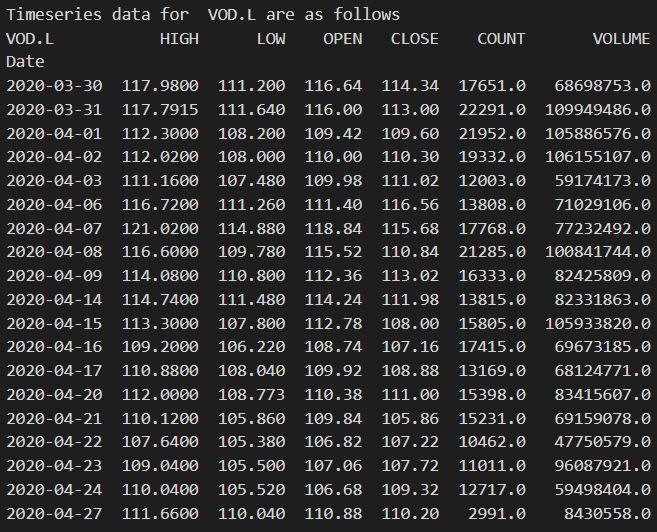 Timeseries data for  VOD.L are as follows
VOD.L           HIGH      LOW    OPEN   CLOSE    COUNT       VOLUME
Date
2020-03-30  117.9800  111.200  116.64  114.34  17651.0   68698753.0
2020-03-31  117.7915  111.640  116.00  113.00  22291.0  109949486.0
2020-04-01  112.3000  108.200  109.42  109.60  21952.0  105886576.0
2020-04-02  112.0200  108.000  110.00  110.30  19332.0  106155107.0
2020-04-03  111.1600  107.480  109.98  111.02  12003.0   59174173.0
2020-04-06  116.7200  111.260  111.40  116.56  13808.0   71029106.0
2020-04-07  121.0200  114.880  118.84  115.68  17768.0   77232492.0
2020-04-08  116.6000  109.780  115.52  110.84  21285.0  100841744.0
2020-04-09  114.0800  110.800  112.36  113.02  16333.0   82425809.0
2020-04-14  114.7400  111.480  114.24  111.98  13815.0   82331863.0
2020-04-15  113.3000  107.800  112.78  108.00  15805.0  105933820.0
2020-04-16  109.2000  106.220  108.74  107.16  17415.0   69673185.0
2020-04-17  110.8800  108.040  109.92  108.88  13169.0   68124771.0
2020-04-20  112.0000  108.773  110.38  111.00  15398.0   83415607.0
2020-04-21  110.1200  105.860  109.84  105.86  15231.0   69159078.0
2020-04-22  107.6400  105.380  106.82  107.22  10462.0   47750579.0
2020-04-23  109.0400  105.500  107.06  107.72  11011.0   96087921.0
2020-04-24  110.0400  105.520  106.68  109.32  12717.0   59498404.0
2020-04-27  111.6600  110.040  110.88  110.20   2991.0    8430558.0